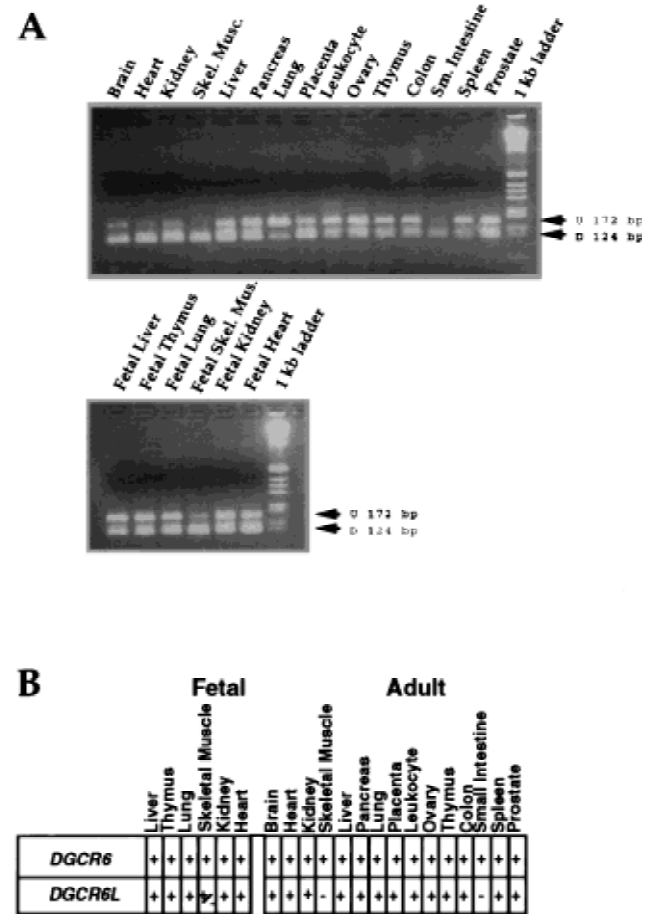 A
Brain Heart Kidney Skel. Musc. Liver Pancreas Lung Placenta Leukocyte Ovary Thymus Colon Sm. Intestine Spleen Prostate 1 kb ladder
U 172 bp
D 124 bp
Fetal Liver Fetal Thymus Fetal Lung Fetal Skel. Mus. Fetal Kidney Fetal Heart 1 kb ladder
U 172 bp
D 124 bp
B
Fetal Adult
Liver Thymus Lung Skeletal Muscle Kidney Heart Brain Heart Kidney Skeletal Muscle Liver Pancreas Lung Placenta Leukocyte Ovary Thymus Colon Small Intestine Spleen Prostate
DGCR6 + + + + + + + + + + + + + + + + + + + + +
DGCR6L + + + +/- + + + + + - + + + + + + + + - + +